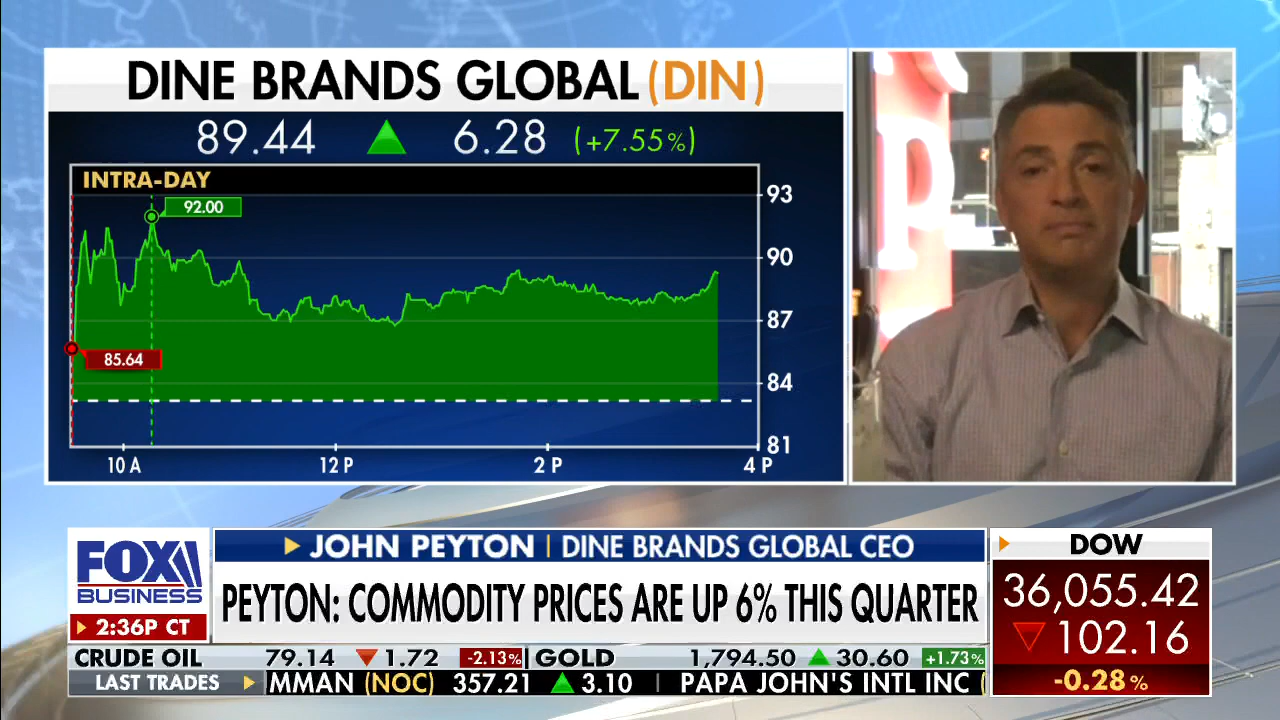 DINE BRANDS GLOBAL (DIN)
89.44 ▲ 6.28 (+7.55%)
INTRA-DAY
92.00
85.64
93
90
87
84
81
10 A 12 P 2 P 4 P
P
FOX
BUSINESS
2:36P CT
JOHN PEYTON | DINE BRANDS GLOBAL CEO
PEYTON: COMMODITY PRICES ARE UP 6% THIS QUARTER
DOW
36,055.42
▼ 102.16
-0.28%
CRUDE OIL 79.14 ▼ 1.72 -2.13% GOLD 1,794.50 ▲ 30.60 +1.73%
LAST TRADES MMAN (NOC) 357.21 ▲ 3.10 | PAPA JOHN'S INTL INC (